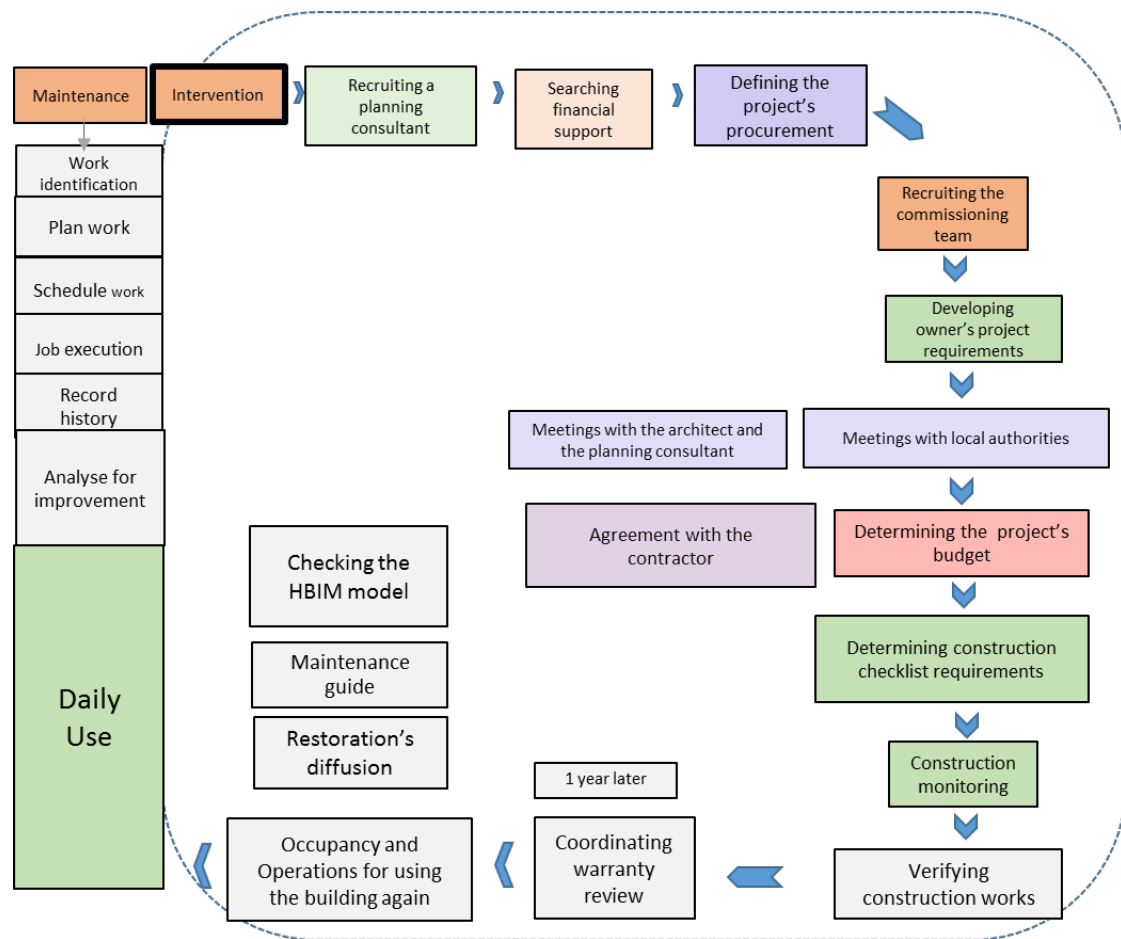 Maintenance
Intervention
Recruiting a
planning
consultant
Searching
financial
support
Defining the
project's
procurement
Work
identification
Plan work
Schedule work
Job execution
Record
history
Analyse for
improvement
Daily
Use
Recruiting the
commissioning
team
Developing
owner's project
requirements
Meetings with the architect and
the planning consultant
Meetings with local authorities
Agreement with the
contractor
Determining the project's
budget
Checking the
HBIM model
Determining construction
checklist requirements
Maintenance
guide
Restoration's
diffusion
Construction
monitoring
1 year later
Occupancy and
Operations for using
the building again
Coordinating
warranty
review
Verifying
construction works